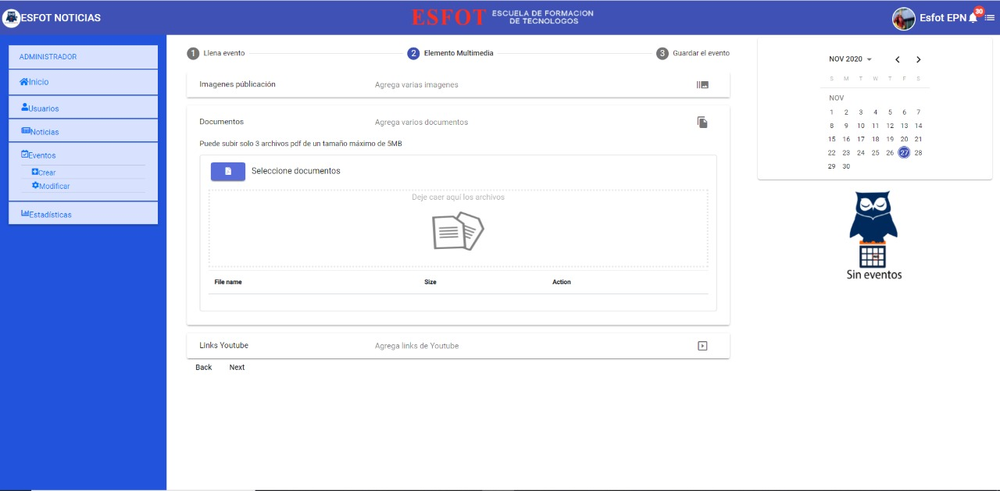 ESFOT NOTICIAS
ESFOT ESCUELA DE FORMACION
DE TECNOLOGOS
Esfot EPN 30
ADMINISTRADOR
Inicio
Usuarios
Noticias
Eventos
Crear
Modificar
Estadísticas
1 Llena evento
2 Elemento Multimedia
3 Guardar el evento
Imagenes públicación Agrega varias imagenes
Documentos Agrega varios documentos
Puede subir solo 3 archivos pdf de un tamaño máximo de 5MB
Seleccione documentos
Deje caer aquí los archivos
File name Size Action
Links Youtube Agrega links de Youtube
Back Next
NOV 2020
S M T W T F S
NOV
1 2 3 4 5 6 7
8 9 10 11 12 13 14
15 16 17 18 19 20 21
22 23 24 25 26 27 28
29 30
Sin eventos